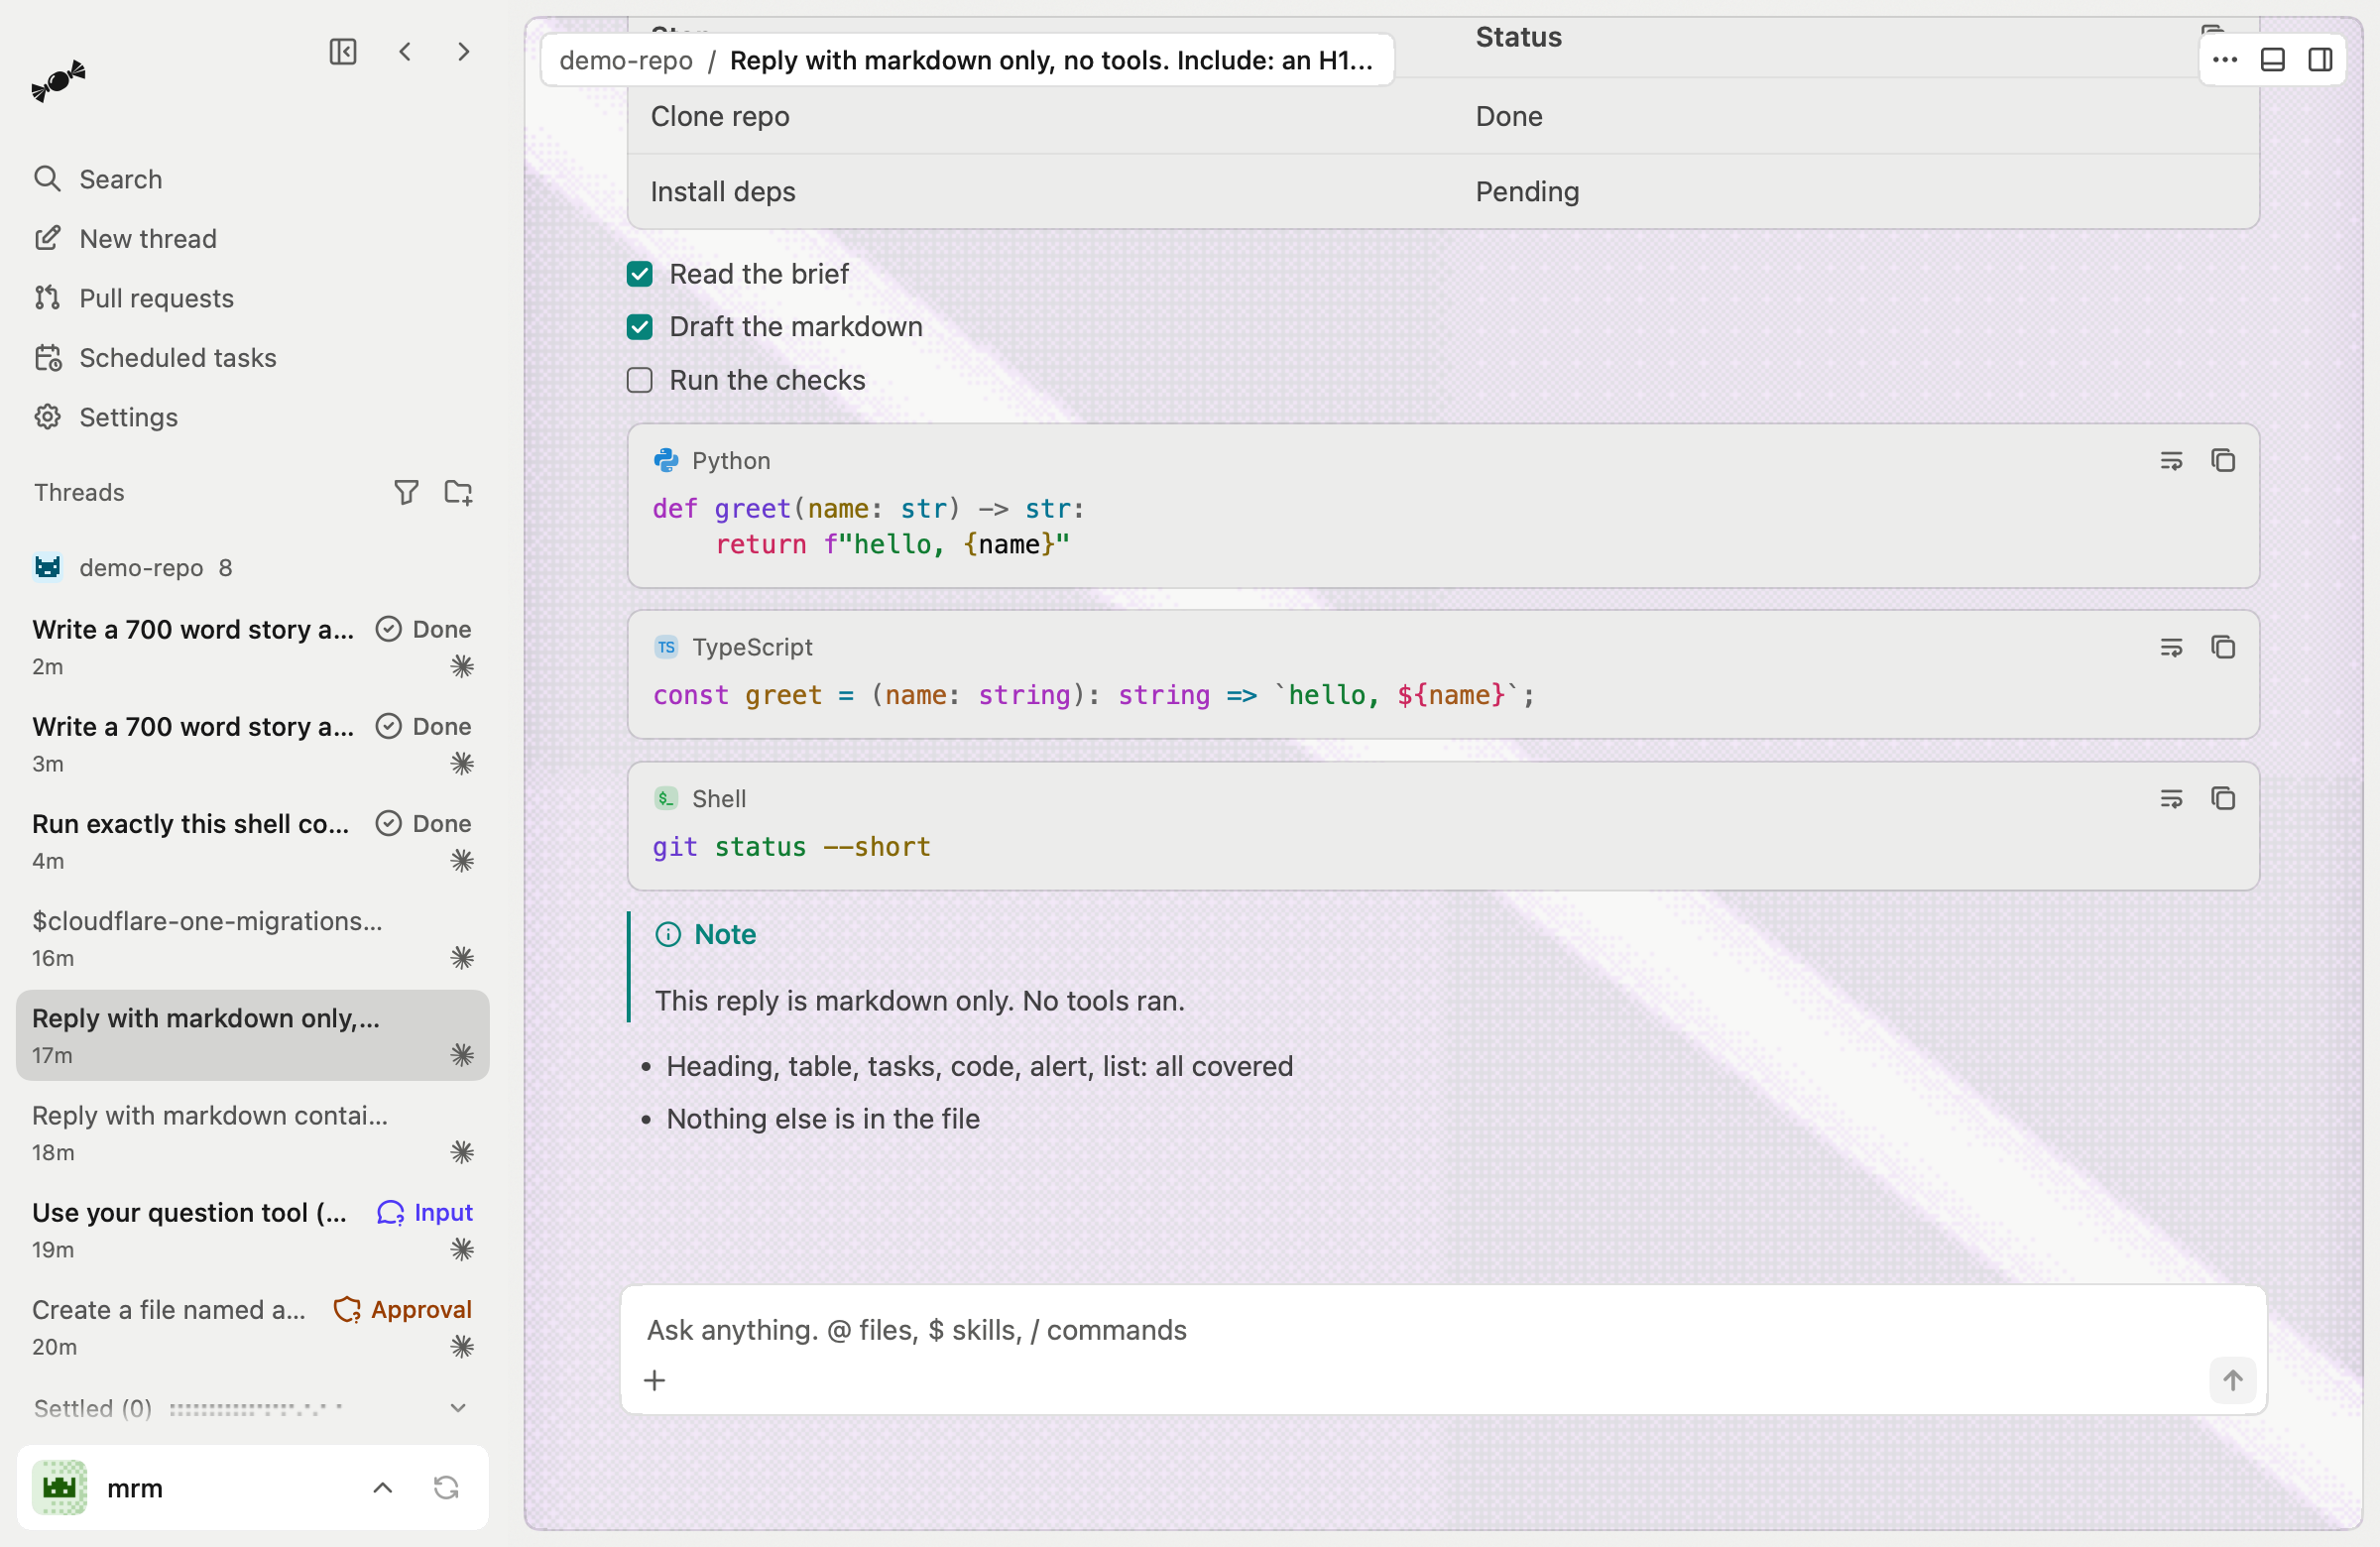 Search
New thread
Pull requests
Scheduled tasks
Settings
Threads
demo-repo 8
Write a 700 word story a... Done
2m
Write a 700 word story a... Done
3m
Run exactly this shell co... Done
4m
$cloudflare-one-migrations...
16m
Reply with markdown only,...
17m
Reply with markdown contai...
18m
Use your question tool (... Input
19m
Create a file named a... Approval
20m
Settled (0)
mrm
demo-repo / Reply with markdown only, no tools. Include: an H1...
Status
Clone repo Done
Install deps Pending
Read the brief
Draft the markdown
Run the checks
Python
def greet(name: str) -> str:
    return f"hello, {name}"
TS TypeScript
const greet = (name: string): string => `hello, ${name}`;
$_ Shell
git status --short
Note
This reply is markdown only. No tools ran.
• Heading, table, tasks, code, alert, list: all covered
• Nothing else is in the file
Ask anything. @ files, $ skills, / commands